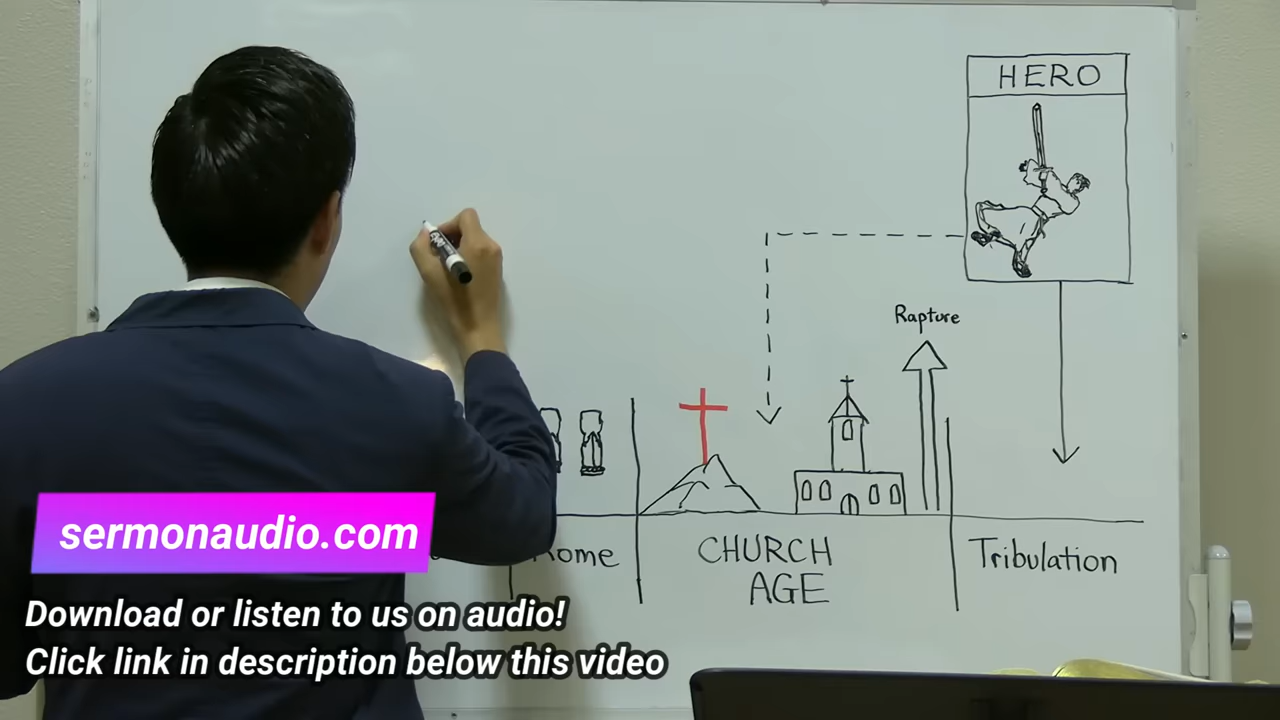 HERO
Rapture
Rome
CHURCH
AGE
Tribulation
sermonaudio.com
Download or listen to us on audio!
Click link in description below this video